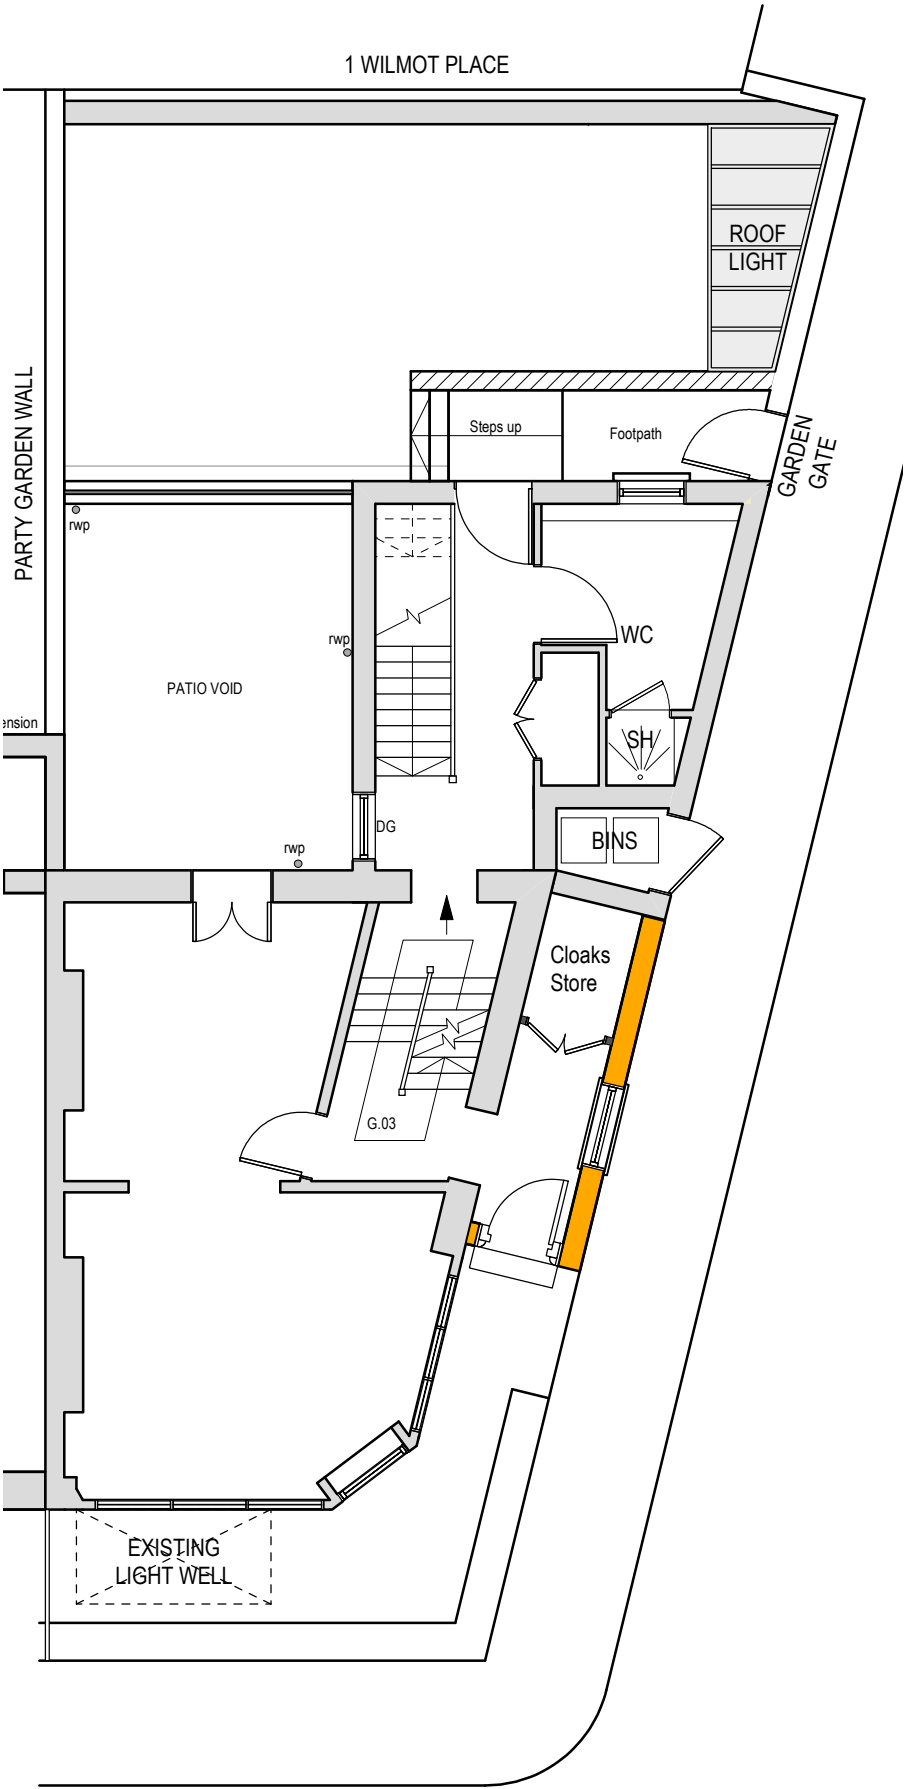 1 WILMOT PLACE
ROOF
LIGHT
PARTY GARDEN WALL
Steps up
Footpath
GARDEN
GATE
rwp
rwp
WC
PATIO VOID
ension
SH
DG
BINS
rwp
Cloaks
Store
G.03
EXISTING
LIGHT WELL